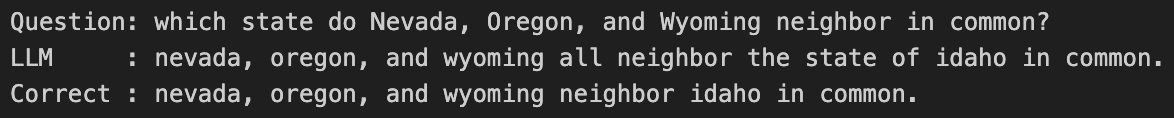 Question: which state do Nevada, Oregon, and Wyoming neighbor in common?
LLM     : nevada, oregon, and wyoming all neighbor the state of idaho in common.
Correct : nevada, oregon, and wyoming neighbor idaho in common.